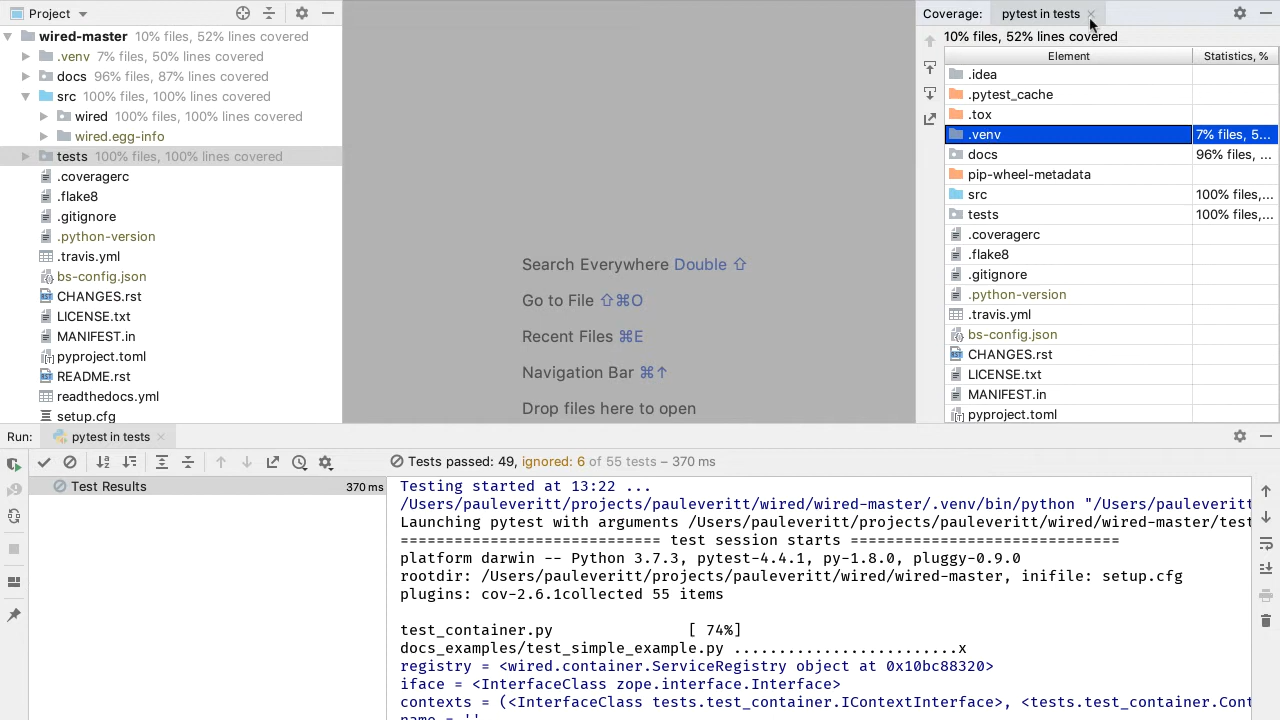 Project
wired-master 10% files, 52% lines covered
.venv 7% files, 50% lines covered
docs 96% files, 87% lines covered
src 100% files, 100% lines covered
wired 100% files, 100% lines covered
wired.egg-info
tests 100% files, 100% lines covered
.coveragerc
.flake8
.gitignore
.python-version
.travis.yml
bs-config.json
CHANGES.rst
LICENSE.txt
MANIFEST.in
pyproject.toml
README.rst
readthedocs.yml
setup.cfg
Search Everywhere Double ⇧
Go to File ⇧⌘O
Recent Files ⌘E
Navigation Bar ⌘↑
Drop files here to open
Coverage: pytest in tests
10% files, 52% lines covered
Element Statistics, %
.idea
.pytest_cache
.tox
.venv 7% files, 5...
docs 96% files, ...
pip-wheel-metadata
src 100% files,...
tests 100% files,...
.coveragerc
.flake8
.gitignore
.python-version
.travis.yml
bs-config.json
CHANGES.rst
LICENSE.txt
MANIFEST.in
pyproject.toml
Run: pytest in tests
Tests passed: 49, ignored: 6 of 55 tests – 370 ms
Test Results 370 ms
Testing started at 13:22 ...
/Users/pauleveritt/projects/pauleveritt/wired/wired-master/.venv/bin/python "/Users/pauleveritt
Launching pytest with arguments /Users/pauleveritt/projects/pauleveritt/wired/wired-master/test
============================= test session starts ==============================
platform darwin -- Python 3.7.3, pytest-4.4.1, py-1.8.0, pluggy-0.9.0
rootdir: /Users/pauleveritt/projects/pauleveritt/wired/wired-master, inifile: setup.cfg
plugins: cov-2.6.1collected 55 items
test_container.py [ 74%]
docs_examples/test_simple_example.py .........................x
registry = <wired.container.ServiceRegistry object at 0x10bc88320>
iface = <InterfaceClass zope.interface.Interface>
contexts = (<InterfaceClass tests.test_container.IContextInterface>, <tests.test_container.Cont
name = ''